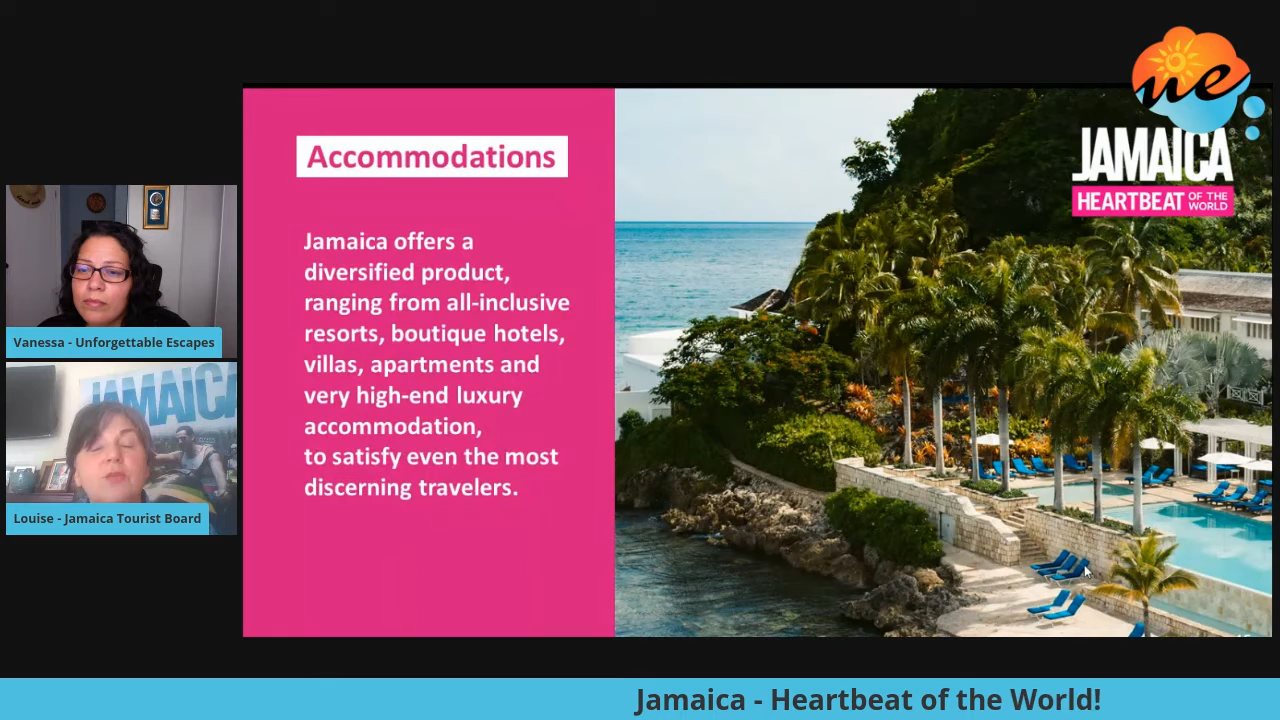 ue
JAMAICA
HEARTBEAT OF THE WORLD
Accommodations
Jamaica offers a
diversified product,
ranging from all-inclusive
resorts, boutique hotels,
villas, apartments and
very high-end luxury
accommodation,
to satisfy even the most
discerning travelers.
Vanessa - Unforgettable Escapes
JAMAICA
Louise - Jamaica Tourist Board
Jamaica - Heartbeat of the World!